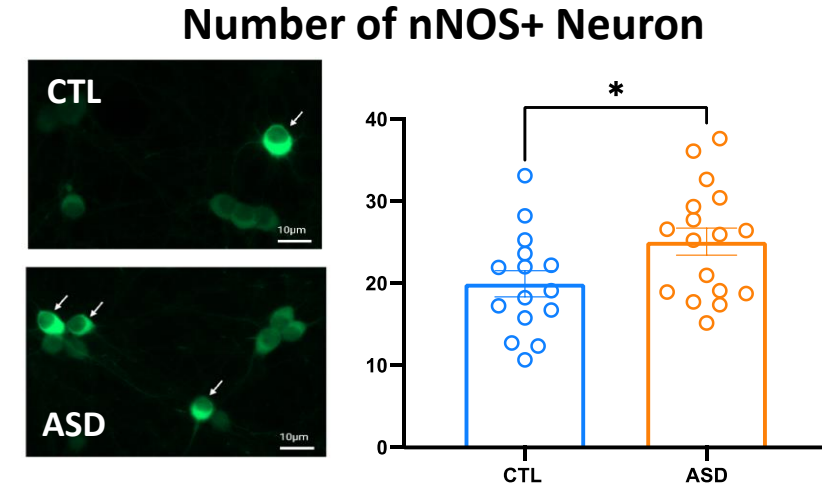 Number of nNOS+ Neuron
CTL
10μm
ASD
10μm
*
40
30
20
10
0
CTL
ASD